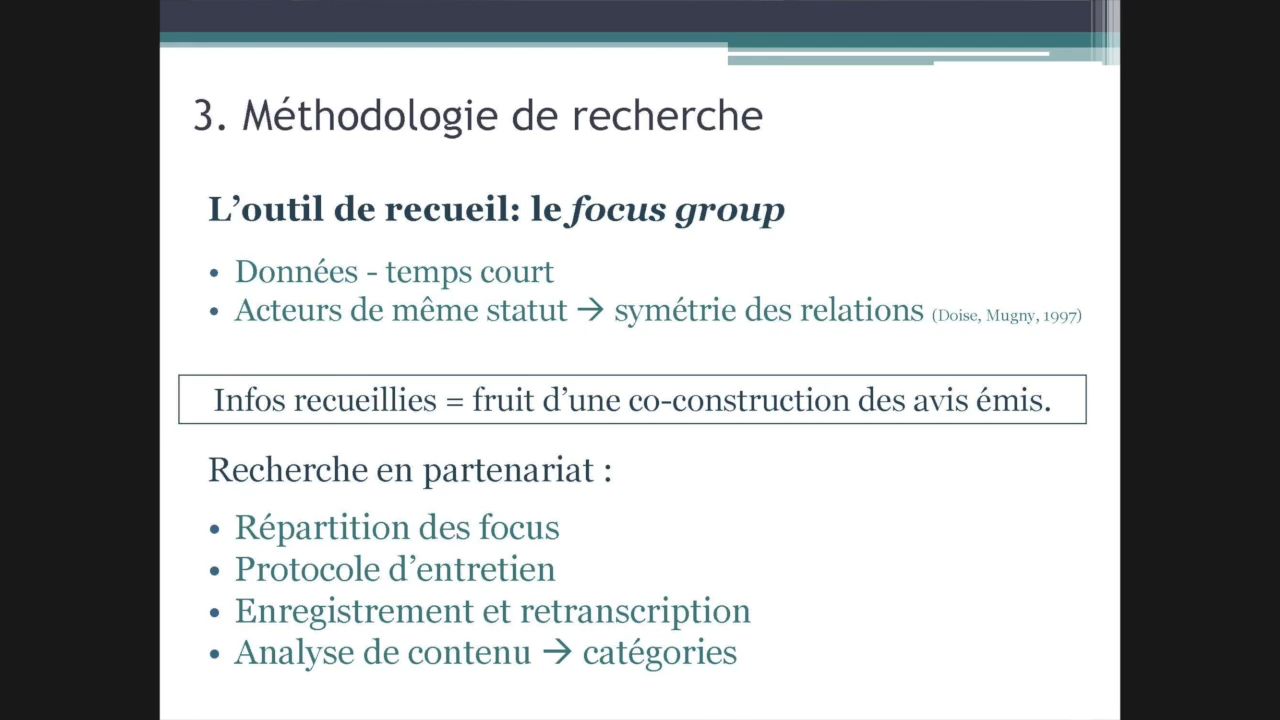 3. Méthodologie de recherche
L’outil de recueil: le focus group
• Données - temps court
• Acteurs de même statut → symétrie des relations (Doise, Mugny, 1997)
Infos recueillies = fruit d’une co-construction des avis émis.
Recherche en partenariat :
• Répartition des focus
• Protocole d’entretien
• Enregistrement et retranscription
• Analyse de contenu → catégories